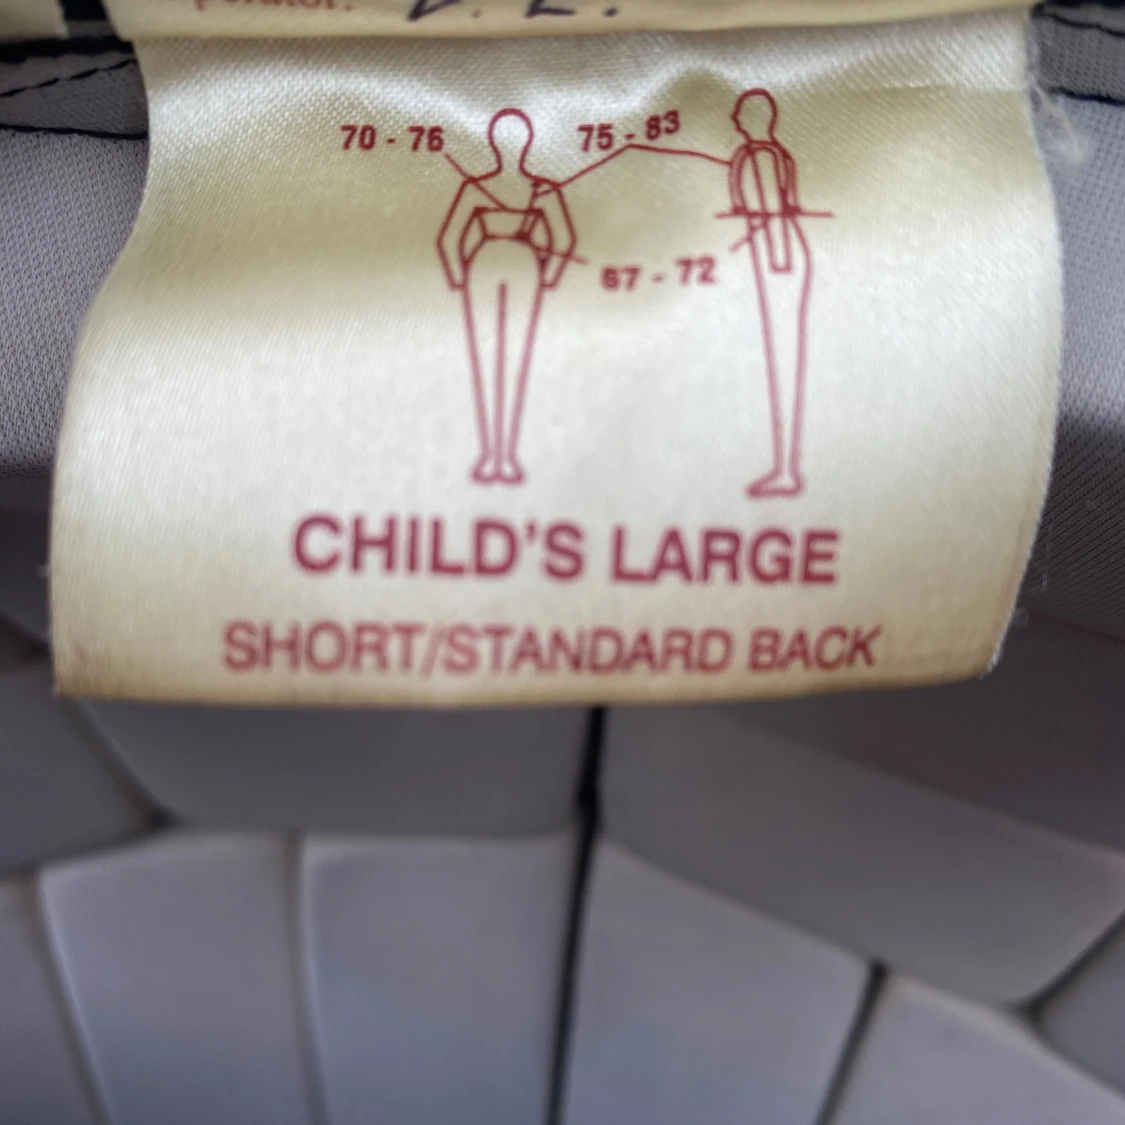 D. L.
70 - 76
75 - 83
67 - 72
CHILD'S LARGE
SHORT/STANDARD BACK